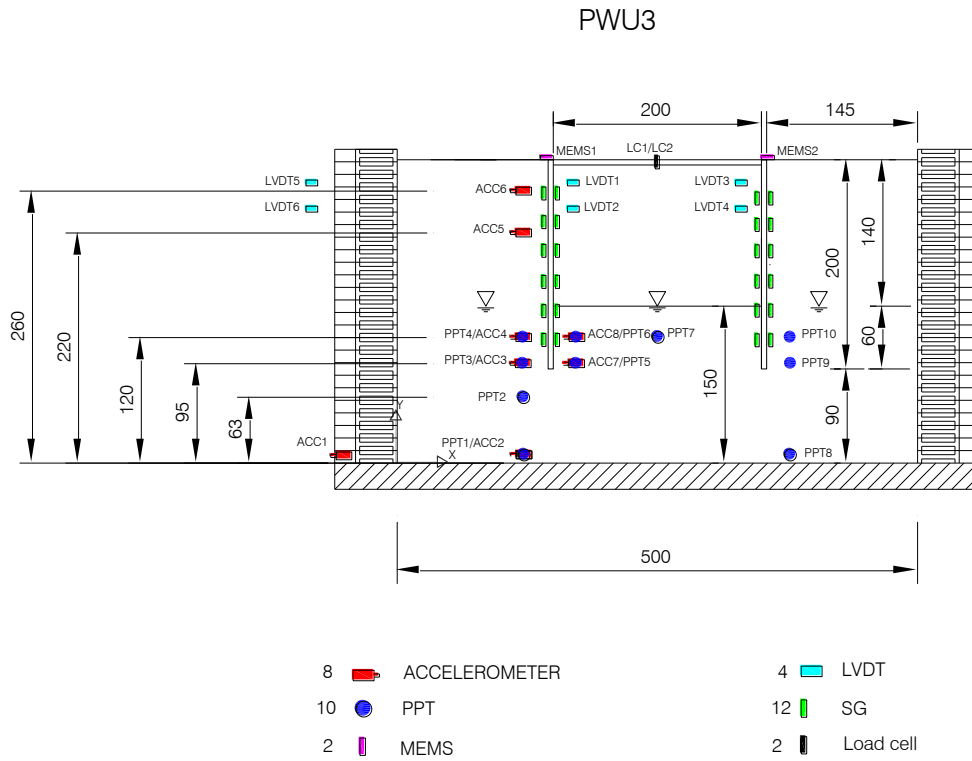 PWU3
200
145
MEMS1
LC1/LC2
MEMS2
LVDT5
ACC6
LVDT1
LVDT3
LVDT6
LVDT2
LVDT4
ACC5
140
200
260
220
PPT4/ACC4
ACC8/PPT6
PPT7
PPT10
60
PPT3/ACC3
ACC7/PPT5
PPT9
120
95
63
PPT2
150
90
Y
ACC1
PPT1/ACC2
X
PPT8
500
8 ACCELEROMETER
4 LVDT
10 PPT
12 SG
2 MEMS
2 Load cell